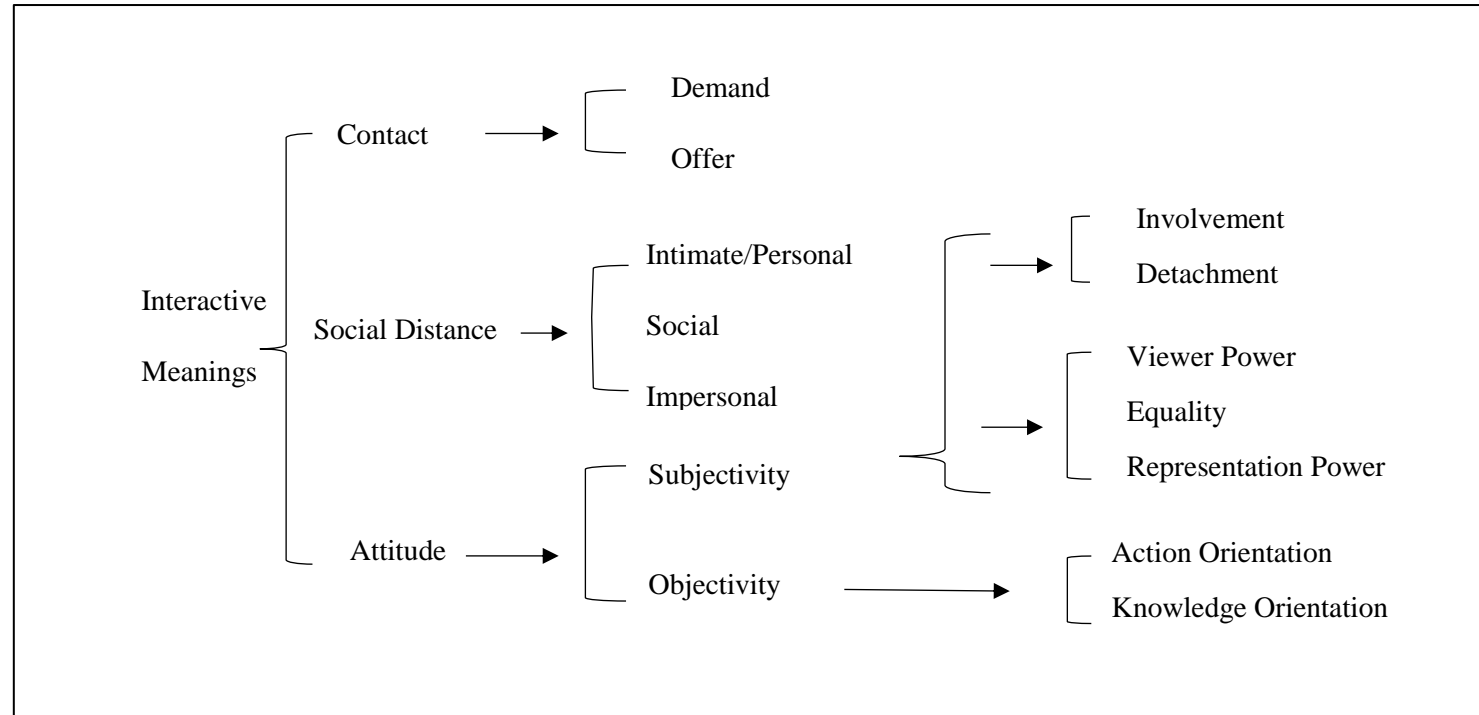 Interactive
Meanings
Contact
Demand
Offer
Social Distance
Intimate/Personal
Social
Impersonal
Attitude
Subjectivity
Involvement
Detachment
Viewer Power
Equality
Representation Power
Objectivity
Action Orientation
Knowledge Orientation